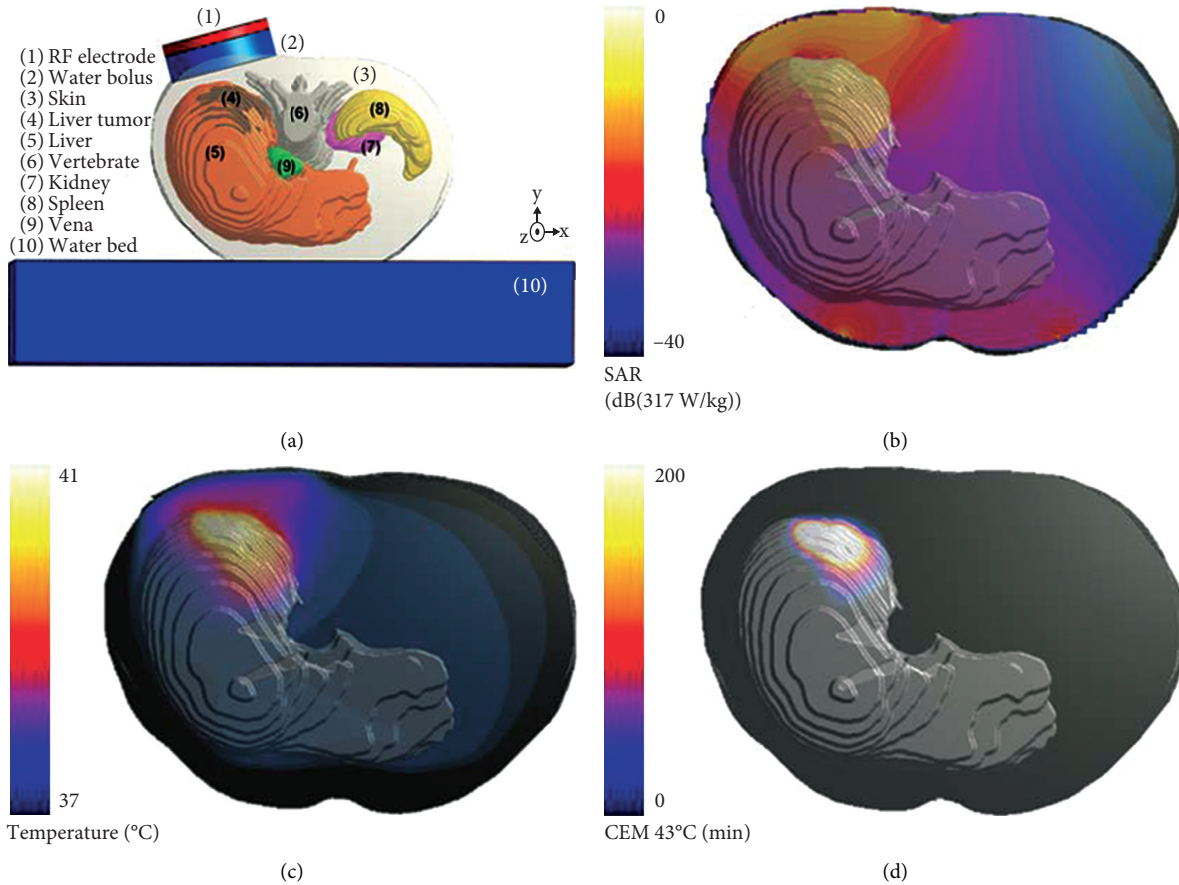 (1)
(2)
(1) RF electrode
(2) Water bolus
(3) Skin
(4) Liver tumor
(5) Liver
(6) Vertebrate
(7) Kidney
(8) Spleen
(9) Vena
(10) Water bed
(3)
(4)
(5)
(6)
(8)
(7)
(9)
y
z
x
(10)
(a)
0
–40
SAR
(dB(317 W/kg))
(b)
41
37
Temperature (°C)
(c)
200
0
CEM 43°C (min)
(d)